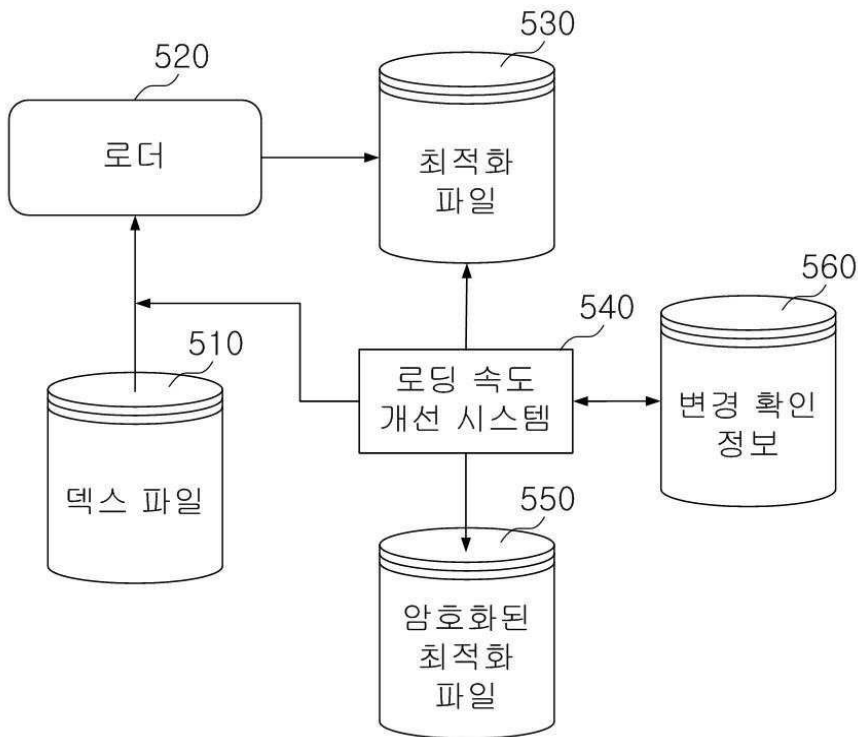 520
로더
530
최적화
파일
510
덱스 파일
540
로딩 속도
개선 시스템
560
변경 확인
정보
550
암호화된
최적화
파일